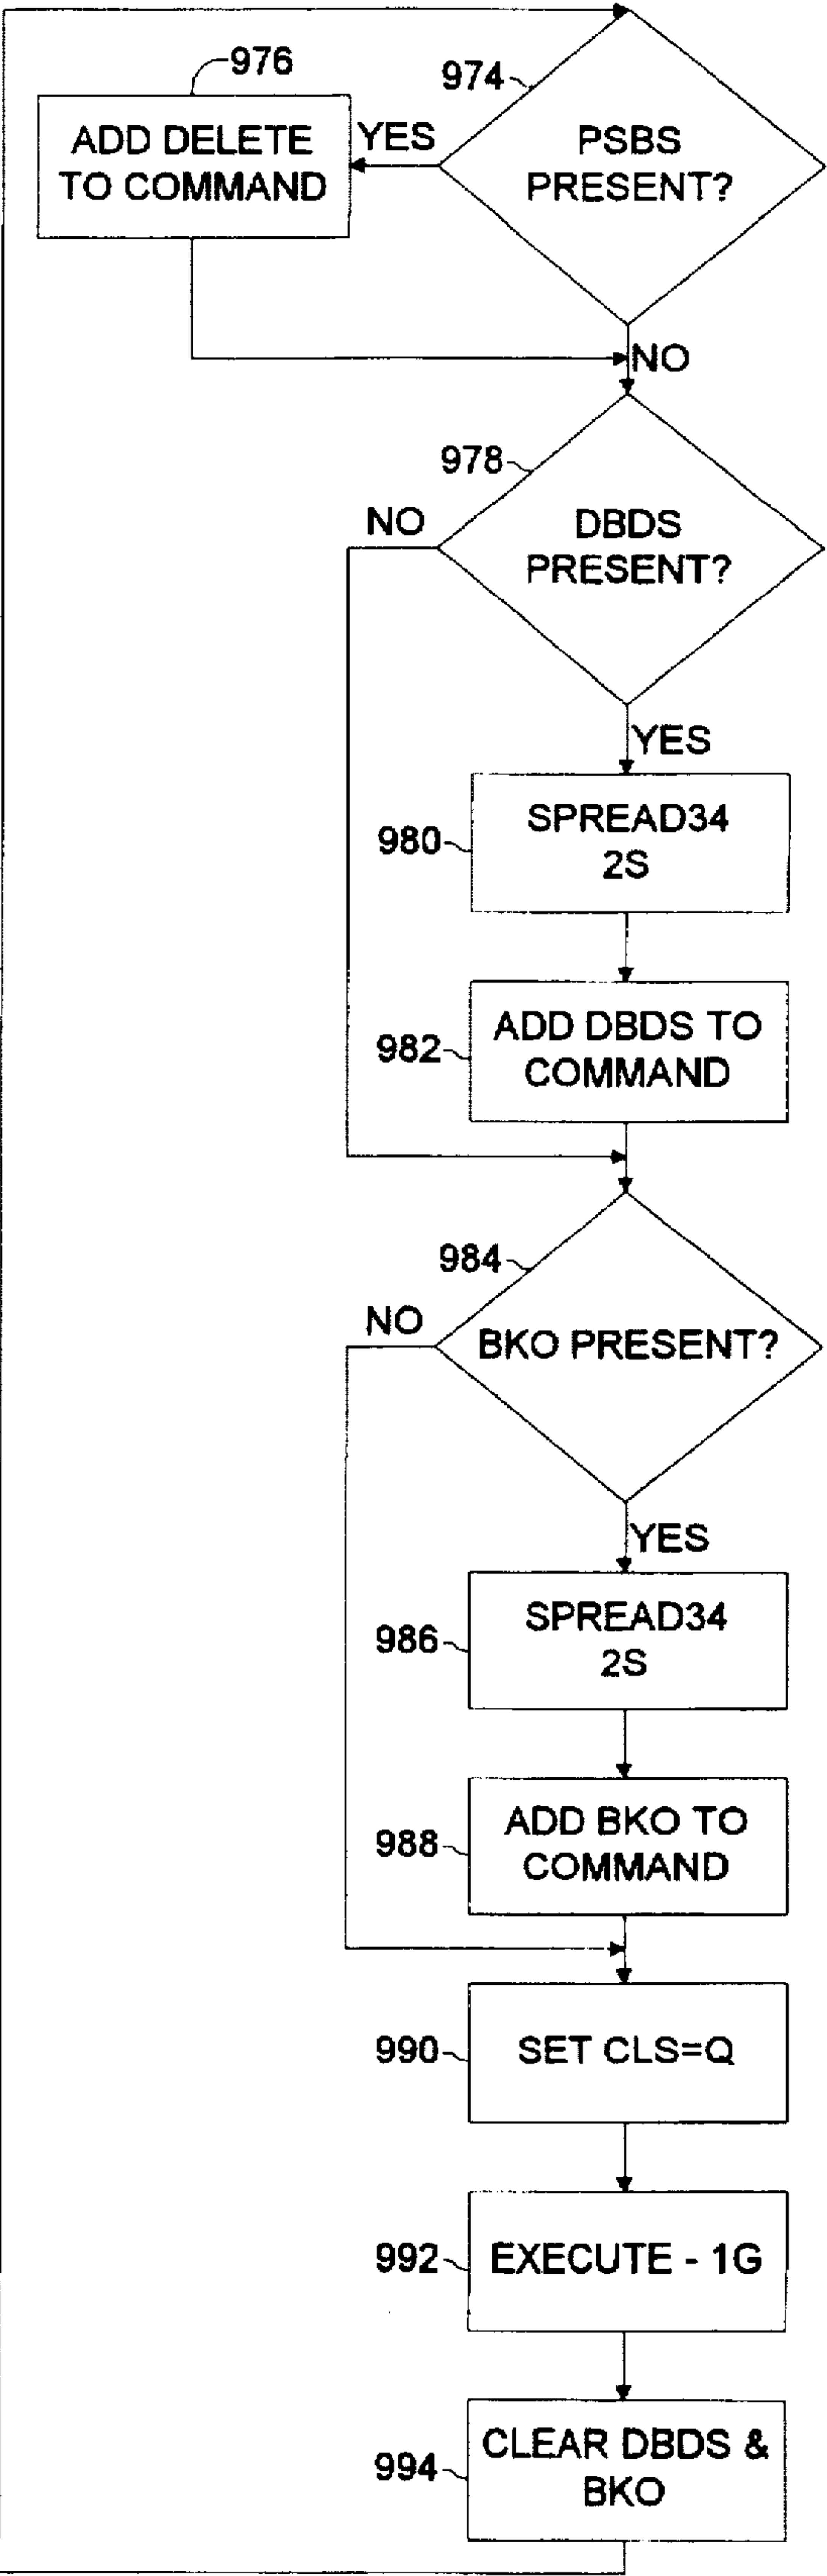 976
974
ADD DELETE
TO COMMAND
YES
PSBS
PRESENT?
NO
978
NO
DBDS
PRESENT?
YES
980
SPREAD34
2S
982
ADD DBDS TO
COMMAND
984
NO
BKO PRESENT?
YES
986
SPREAD34
2S
988
ADD BKO TO
COMMAND
990
SET CLS=Q
992
EXECUTE - 1G
994
CLEAR DBDS &
BKO